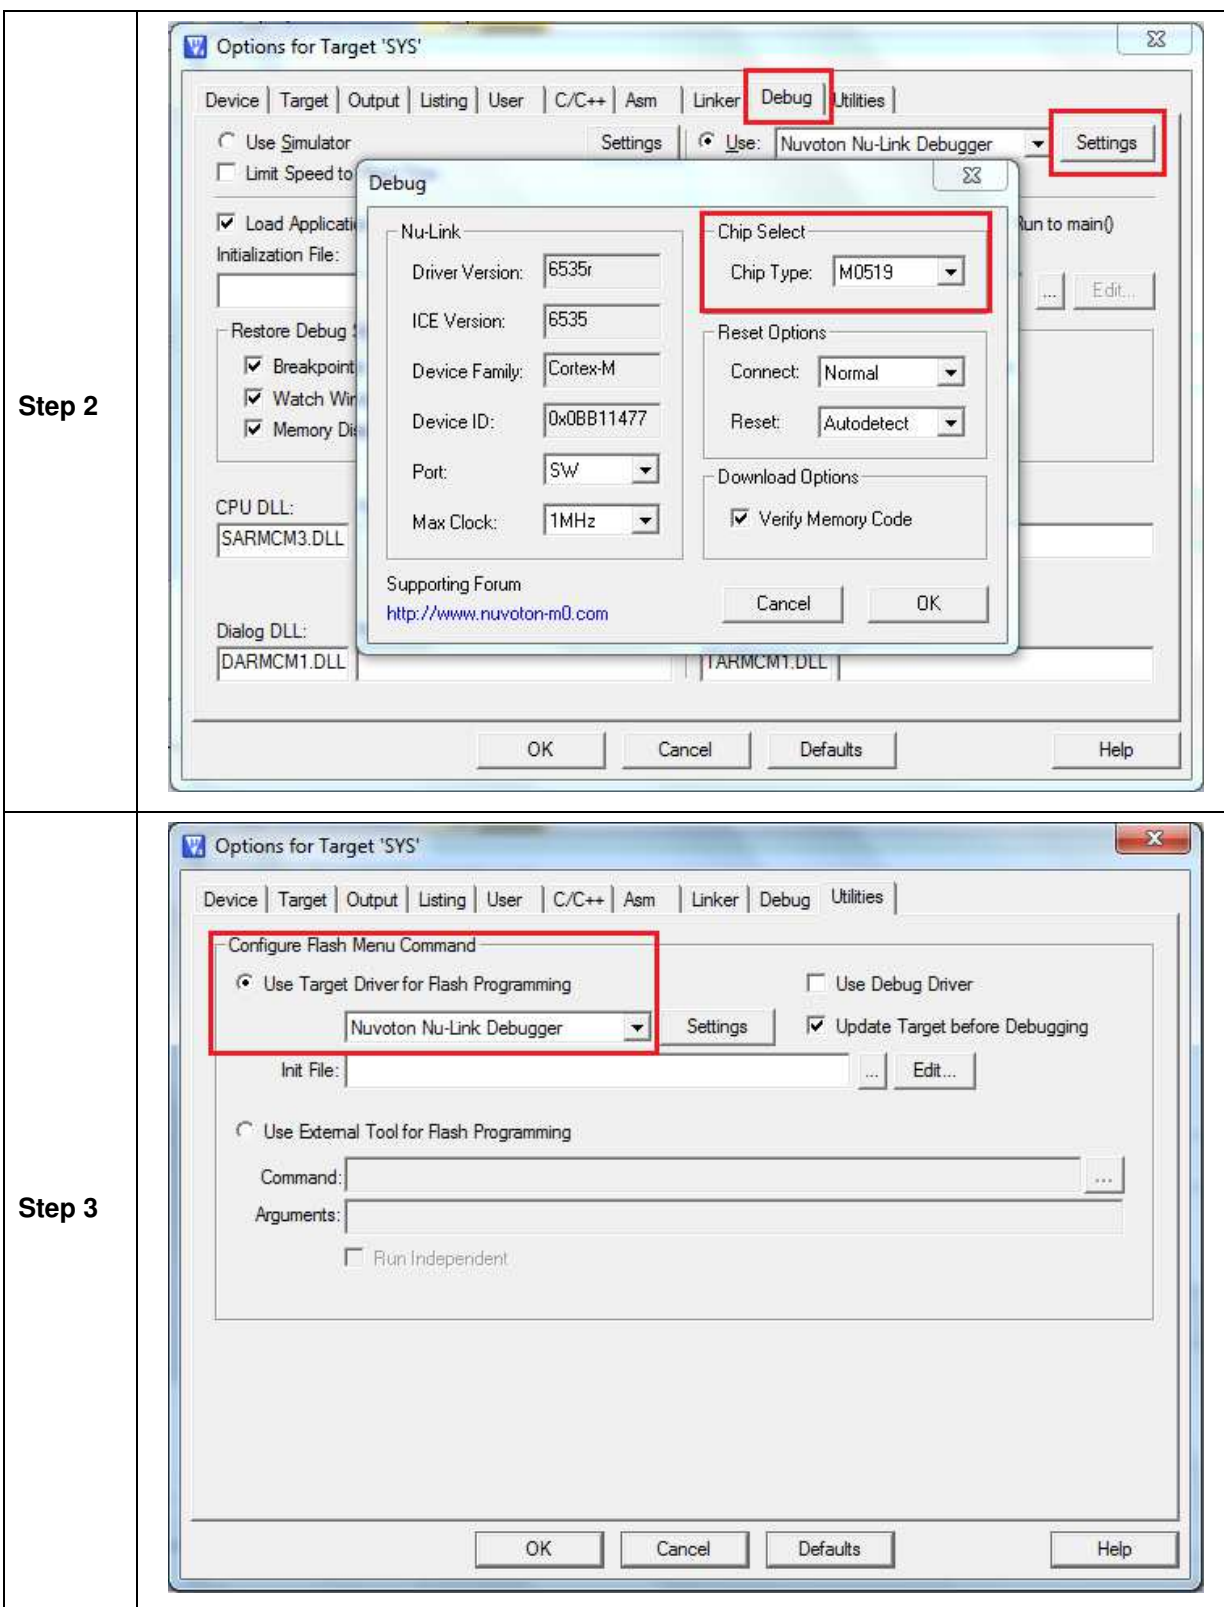 Step 2
Options for Target 'SYS'
Device Target Output Listing User C/C++ Asm Linker Debug Utilities
Use Simulator Settings Use: Nuvoton Nu-Link Debugger Settings
Limit Speed to
Debug
Load Applicati Run to main()
Initialization File:
... Edit...
Nu-Link
Driver Version: 6535r
ICE Version: 6535
Device Family: Cortex-M
Device ID: 0x0BB11477
Port: SW
Max Clock: 1MHz
Chip Select
Chip Type: M0519
Reset Options
Connect: Normal
Reset: Autodetect
Download Options
Verify Memory Code
Supporting Forum
http://www.nuvoton-m0.com
Cancel OK
Restore Debug
Breakpoint
Watch Win
Memory Dis
CPU DLL:
SARMCM3.DLL
Dialog DLL:
DARMCM1.DLL TARMCM1.DLL
OK Cancel Defaults Help
Step 3
Options for Target 'SYS'
Device Target Output Listing User C/C++ Asm Linker Debug Utilities
Configure Flash Menu Command
Use Target Driver for Flash Programming Use Debug Driver
Nuvoton Nu-Link Debugger Settings Update Target before Debugging
Init File: ... Edit...
Use External Tool for Flash Programming
Command: ...
Arguments:
Run Independent
OK Cancel Defaults Help